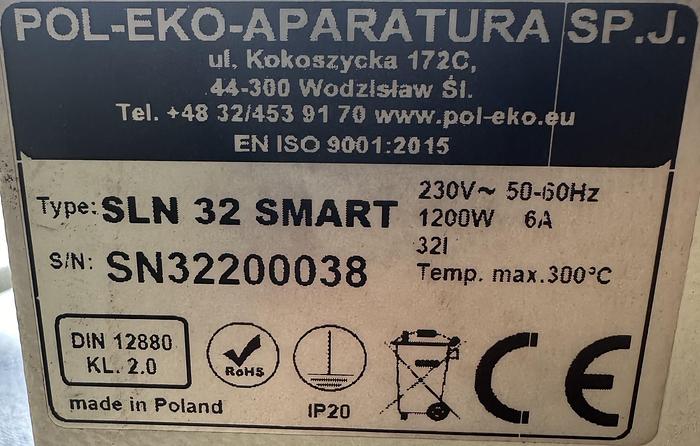 POL-EKO-APARATURA SP.J.
ul. Kokoszycka 172C,
44-300 Wodzisław Śl.
Tel. +48 32/453 91 70 www.pol-eko.eu
EN ISO 9001:2015
Type: SLN 32 SMART
S/N: SN32200038
230V~ 50-60Hz
1200W 6A
32l
Temp. max.300°C
DIN 12880
KL. 2.0
RoHS
IP20
CE
made in Poland